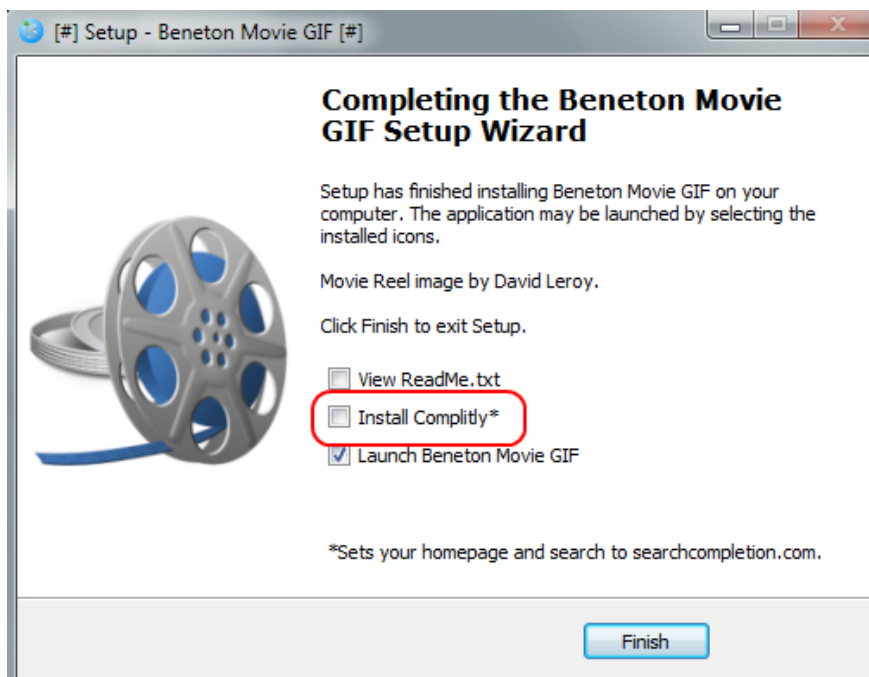 [#] Setup - Beneton Movie GIF [#]
Completing the Beneton Movie
GIF Setup Wizard
Setup has finished installing Beneton Movie GIF on your
computer. The application may be launched by selecting the
installed icons.
Movie Reel image by David Leroy.
Click Finish to exit Setup.
View ReadMe.txt
Install Complitly*
Launch Beneton Movie GIF
*Sets your homepage and search to searchcompletion.com.
Finish